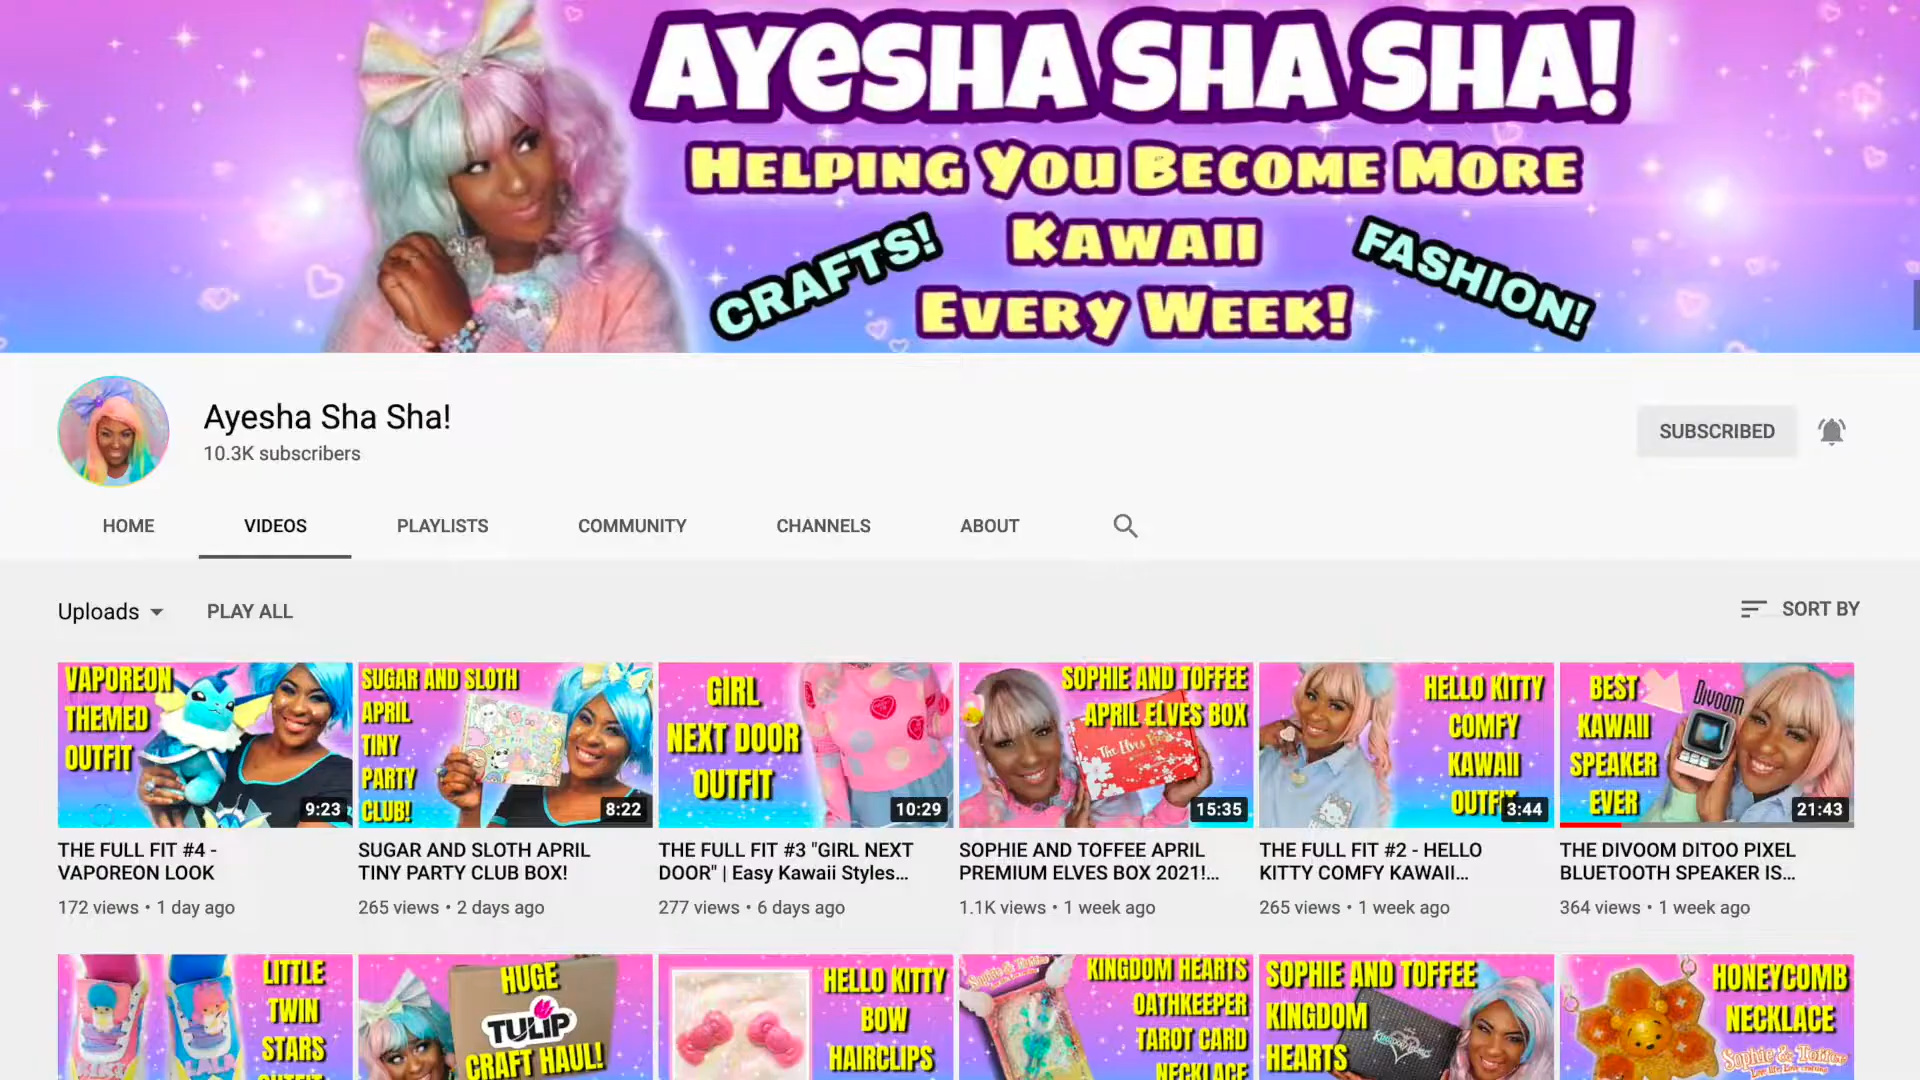 AYeSHA SHA SHA!
HELPING YOU BECOME MORE
KAWAII
EVERY WEEK!
CRAFTS!
FASHION!
Ayesha Sha Sha!
10.3K subscribers
SUBSCRIBED
HOME
VIDEOS
PLAYLISTS
COMMUNITY
CHANNELS
ABOUT
Uploads
PLAY ALL
SORT BY
VAPOREON
THEMED
OUTFIT
9:23
THE FULL FIT #4 -
VAPOREON LOOK
172 views • 1 day ago
SUGAR AND SLOTH
APRIL
TINY
PARTY
CLUB!
8:22
SUGAR AND SLOTH APRIL
TINY PARTY CLUB BOX!
265 views • 2 days ago
GIRL
NEXT DOOR
OUTFIT
10:29
THE FULL FIT #3 "GIRL NEXT
DOOR" | Easy Kawaii Styles...
277 views • 6 days ago
SOPHIE AND TOFFEE
APRIL ELVES BOX
The Elves Box
15:35
SOPHIE AND TOFFEE APRIL
PREMIUM ELVES BOX 2021!...
1.1K views • 1 week ago
HELLO KITTY
COMFY
KAWAII
OUTFIT
3:44
THE FULL FIT #2 - HELLO
KITTY COMFY KAWAII...
265 views • 1 week ago
BEST
KAWAII
SPEAKER
EVER
Divoom
21:43
THE DIVOOM DITOO PIXEL
BLUETOOTH SPEAKER IS...
364 views • 1 week ago
LITTLE
TWIN
STARS
OUTFIT
HUGE
TULIP
CRAFT HAUL!
HELLO KITTY
BOW
HAIRCLIPS
Sophie & Toffee
KINGDOM HEARTS
OATHKEEPER
TAROT CARD
NECKLACE
SOPHIE AND TOFFEE
KINGDOM
HEARTS
KINGDOM HEARTS
HONEYCOMB
NECKLACE
Sophie & Toffee